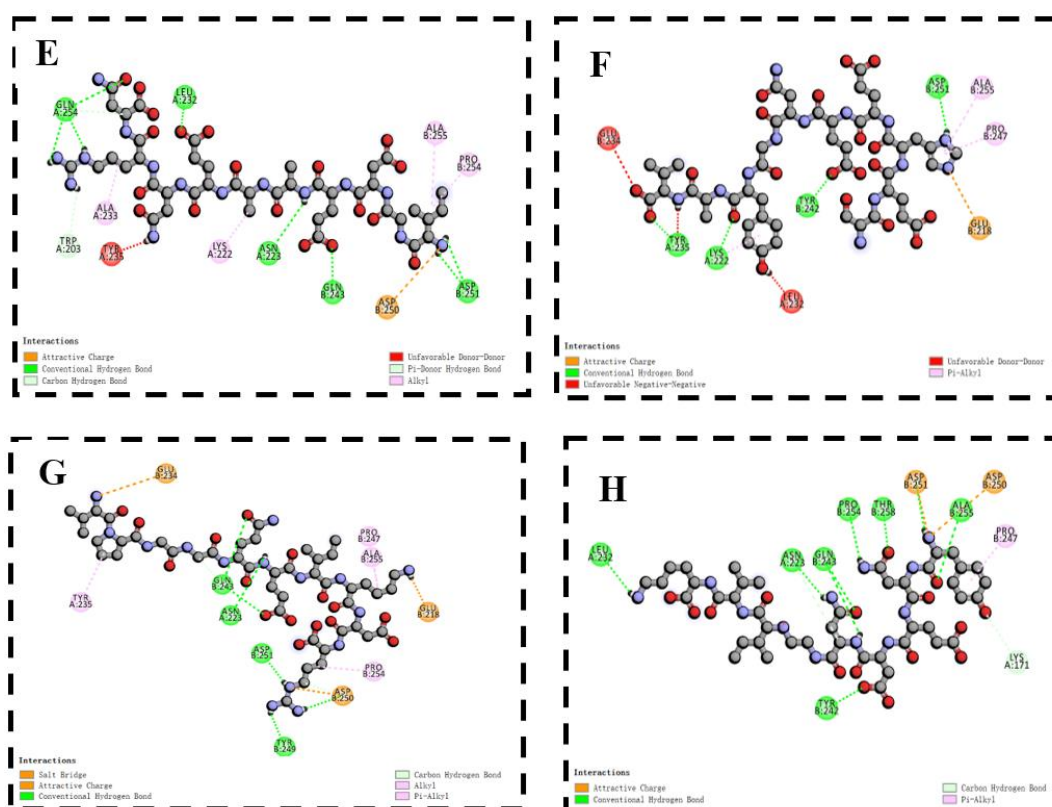 E
LEU
A:232
GLN
A:254
ALA
B:255
PRO
B:254
ALA
A:233
TRP
A:203
TYR
A:235
LYS
A:222
ASN
A:223
GLN
B:243
ASP
B:250
ASP
B:251
Interactions
Attractive Charge
Conventional Hydrogen Bond
Carbon Hydrogen Bond
Unfavorable Donor-Donor
Pi-Donor Hydrogen Bond
Alkyl
F
ASP
B:251
ALA
B:255
PRO
B:247
GLU
B:234
TYR
B:242
TYR
A:235
LYS
A:222
GLU
B:218
LEU
A:232
Interactions
Attractive Charge
Conventional Hydrogen Bond
Unfavorable Negative-Negative
Unfavorable Donor-Donor
Pi-Alkyl
G
GLU
B:234
PRO
B:247
ALA
B:255
GLN
B:243
TYR
A:235
ASN
A:223
GLU
B:218
ASP
B:251
PRO
B:254
ASP
B:250
TYR
B:249
Interactions
Salt Bridge
Attractive Charge
Conventional Hydrogen Bond
Carbon Hydrogen Bond
Alkyl
Pi-Alkyl
H
ASP
B:251
ASP
B:250
PRO
B:254
THR
B:258
ALA
B:255
PRO
B:247
LEU
B:232
ASN
A:223
GLN
B:243
LYS
A:171
TYR
B:242
Interactions
Attractive Charge
Conventional Hydrogen Bond
Carbon Hydrogen Bond
Pi-Alkyl